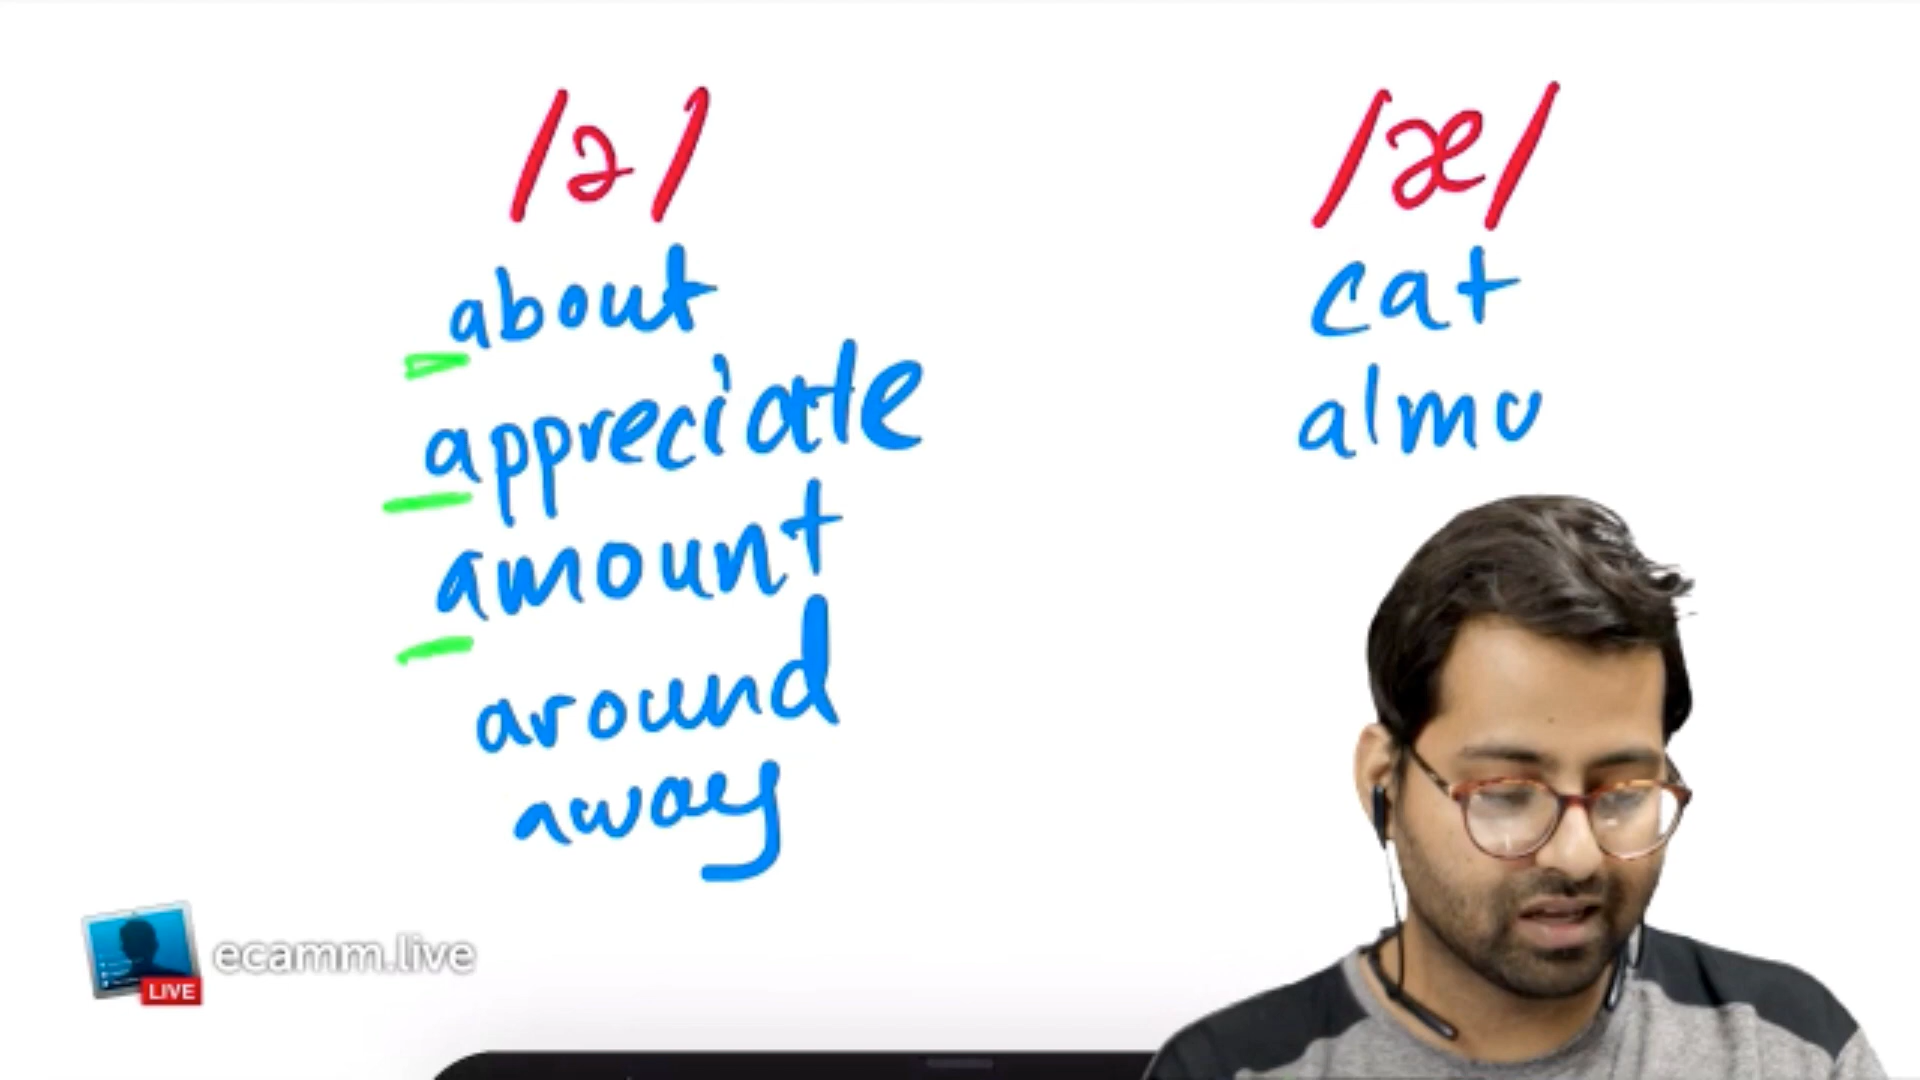 /ə/
about
appreciate
amount
around
away
/æ/
cat
almo
ecamm.live
LIVE